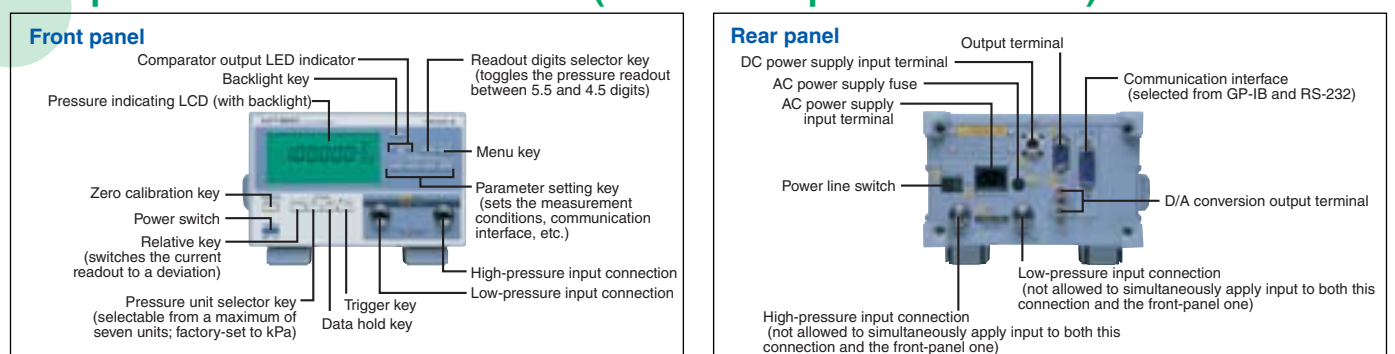 Front panel
Comparator output LED indicator
Backlight key
Pressure indicating LCD (with backlight)
Readout digits selector key
(toggles the pressure readout
between 5.5 and 4.5 digits)
Menu key
Parameter setting key
(sets the measurement
conditions, communication
interface, etc.)
Zero calibration key
Power switch
Relative key
(switches the current
readout to a deviation)
Pressure unit selector key
(selectable from a maximum of
seven units; factory-set to kPa)
Data hold key
Trigger key
High-pressure input connection
Low-pressure input connection
Rear panel
Output terminal
DC power supply input terminal
AC power supply fuse
AC power supply
input terminal
Communication interface
(selected from GP-IB and RS-232)
Power line switch
D/A conversion output terminal
Low-pressure input connection
(not allowed to simultaneously apply input to both this
connection and the front-panel one)
High-pressure input connection
(not allowed to simultaneously apply input to both this
connection and the front-panel one)